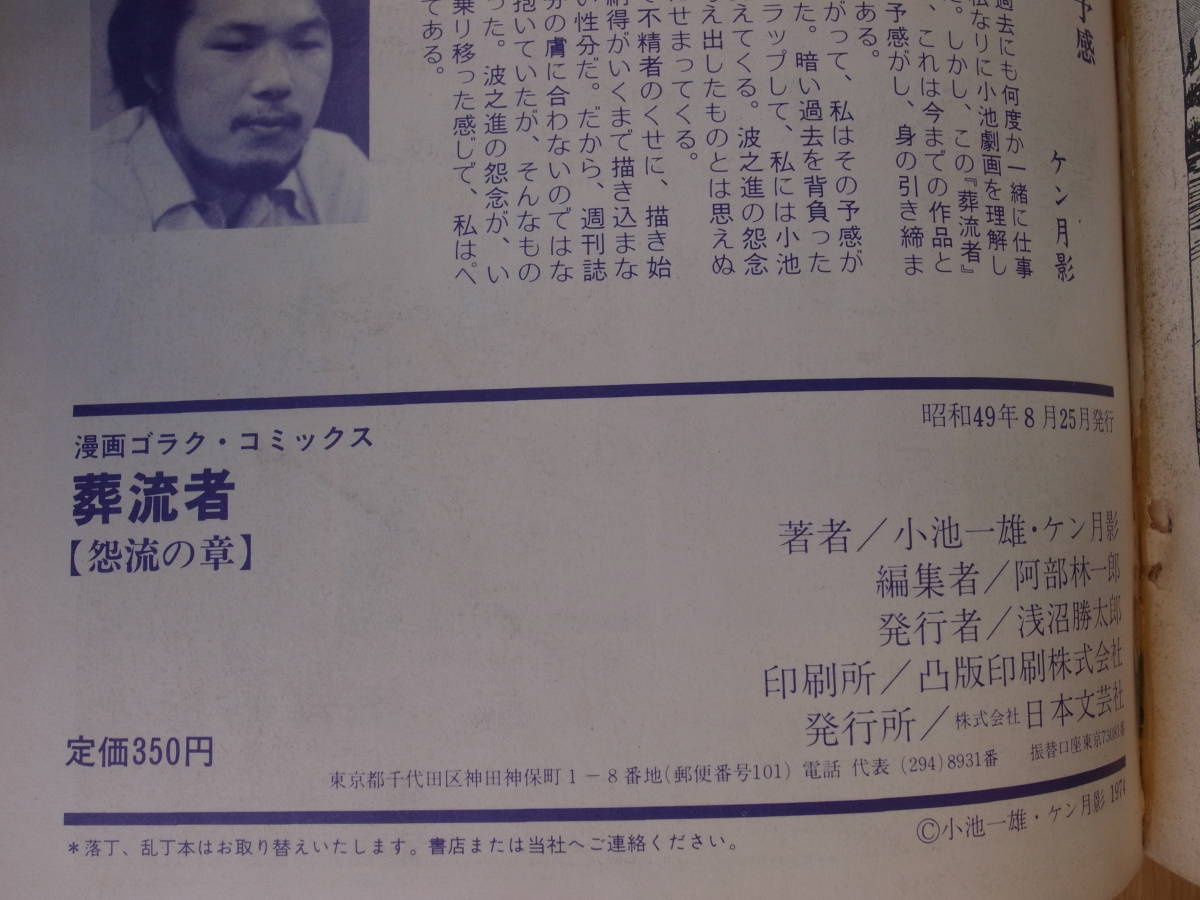 予感
ケン月影
過去にも何度か一緒に仕事
私なりに小池劇画を理解し
。しかし、この『葬流者』
、これは今までの作品と
予感がし、身の引き締ま
ある。
がって、私はその予感が
た。暗い過去を背負った
ラップして、私には小池
えてくる。波之進の怨念
え出したものとは思えぬ
せまってくる。
不精者のくせに、描き始
納得がいくまで描き込まな
い性分だ。だから、週刊誌
分の膚に合わないのではな
抱いていたが、そんなもの
った。波之進の怨念が、い
乗り移った感じで、私はペ
てある。
昭和49年8月25月発行
漫画ゴラク・コミックス
葬流者
【怨流の章】
著者/小池一雄・ケン月影
編集者/阿部林一郎
発行者/浅沼勝太郎
印刷所/凸版印刷株式会社
発行所/株式会社日本文芸社
定価350円
東京都千代田区神田神保町1−8番地(郵便番号101) 電話 代表 (294)8931番 振替口座東京73081番
©小池一雄・ケン月影 1974
*落丁、乱丁本はお取り替えいたします。書店または当社へご連絡ください。